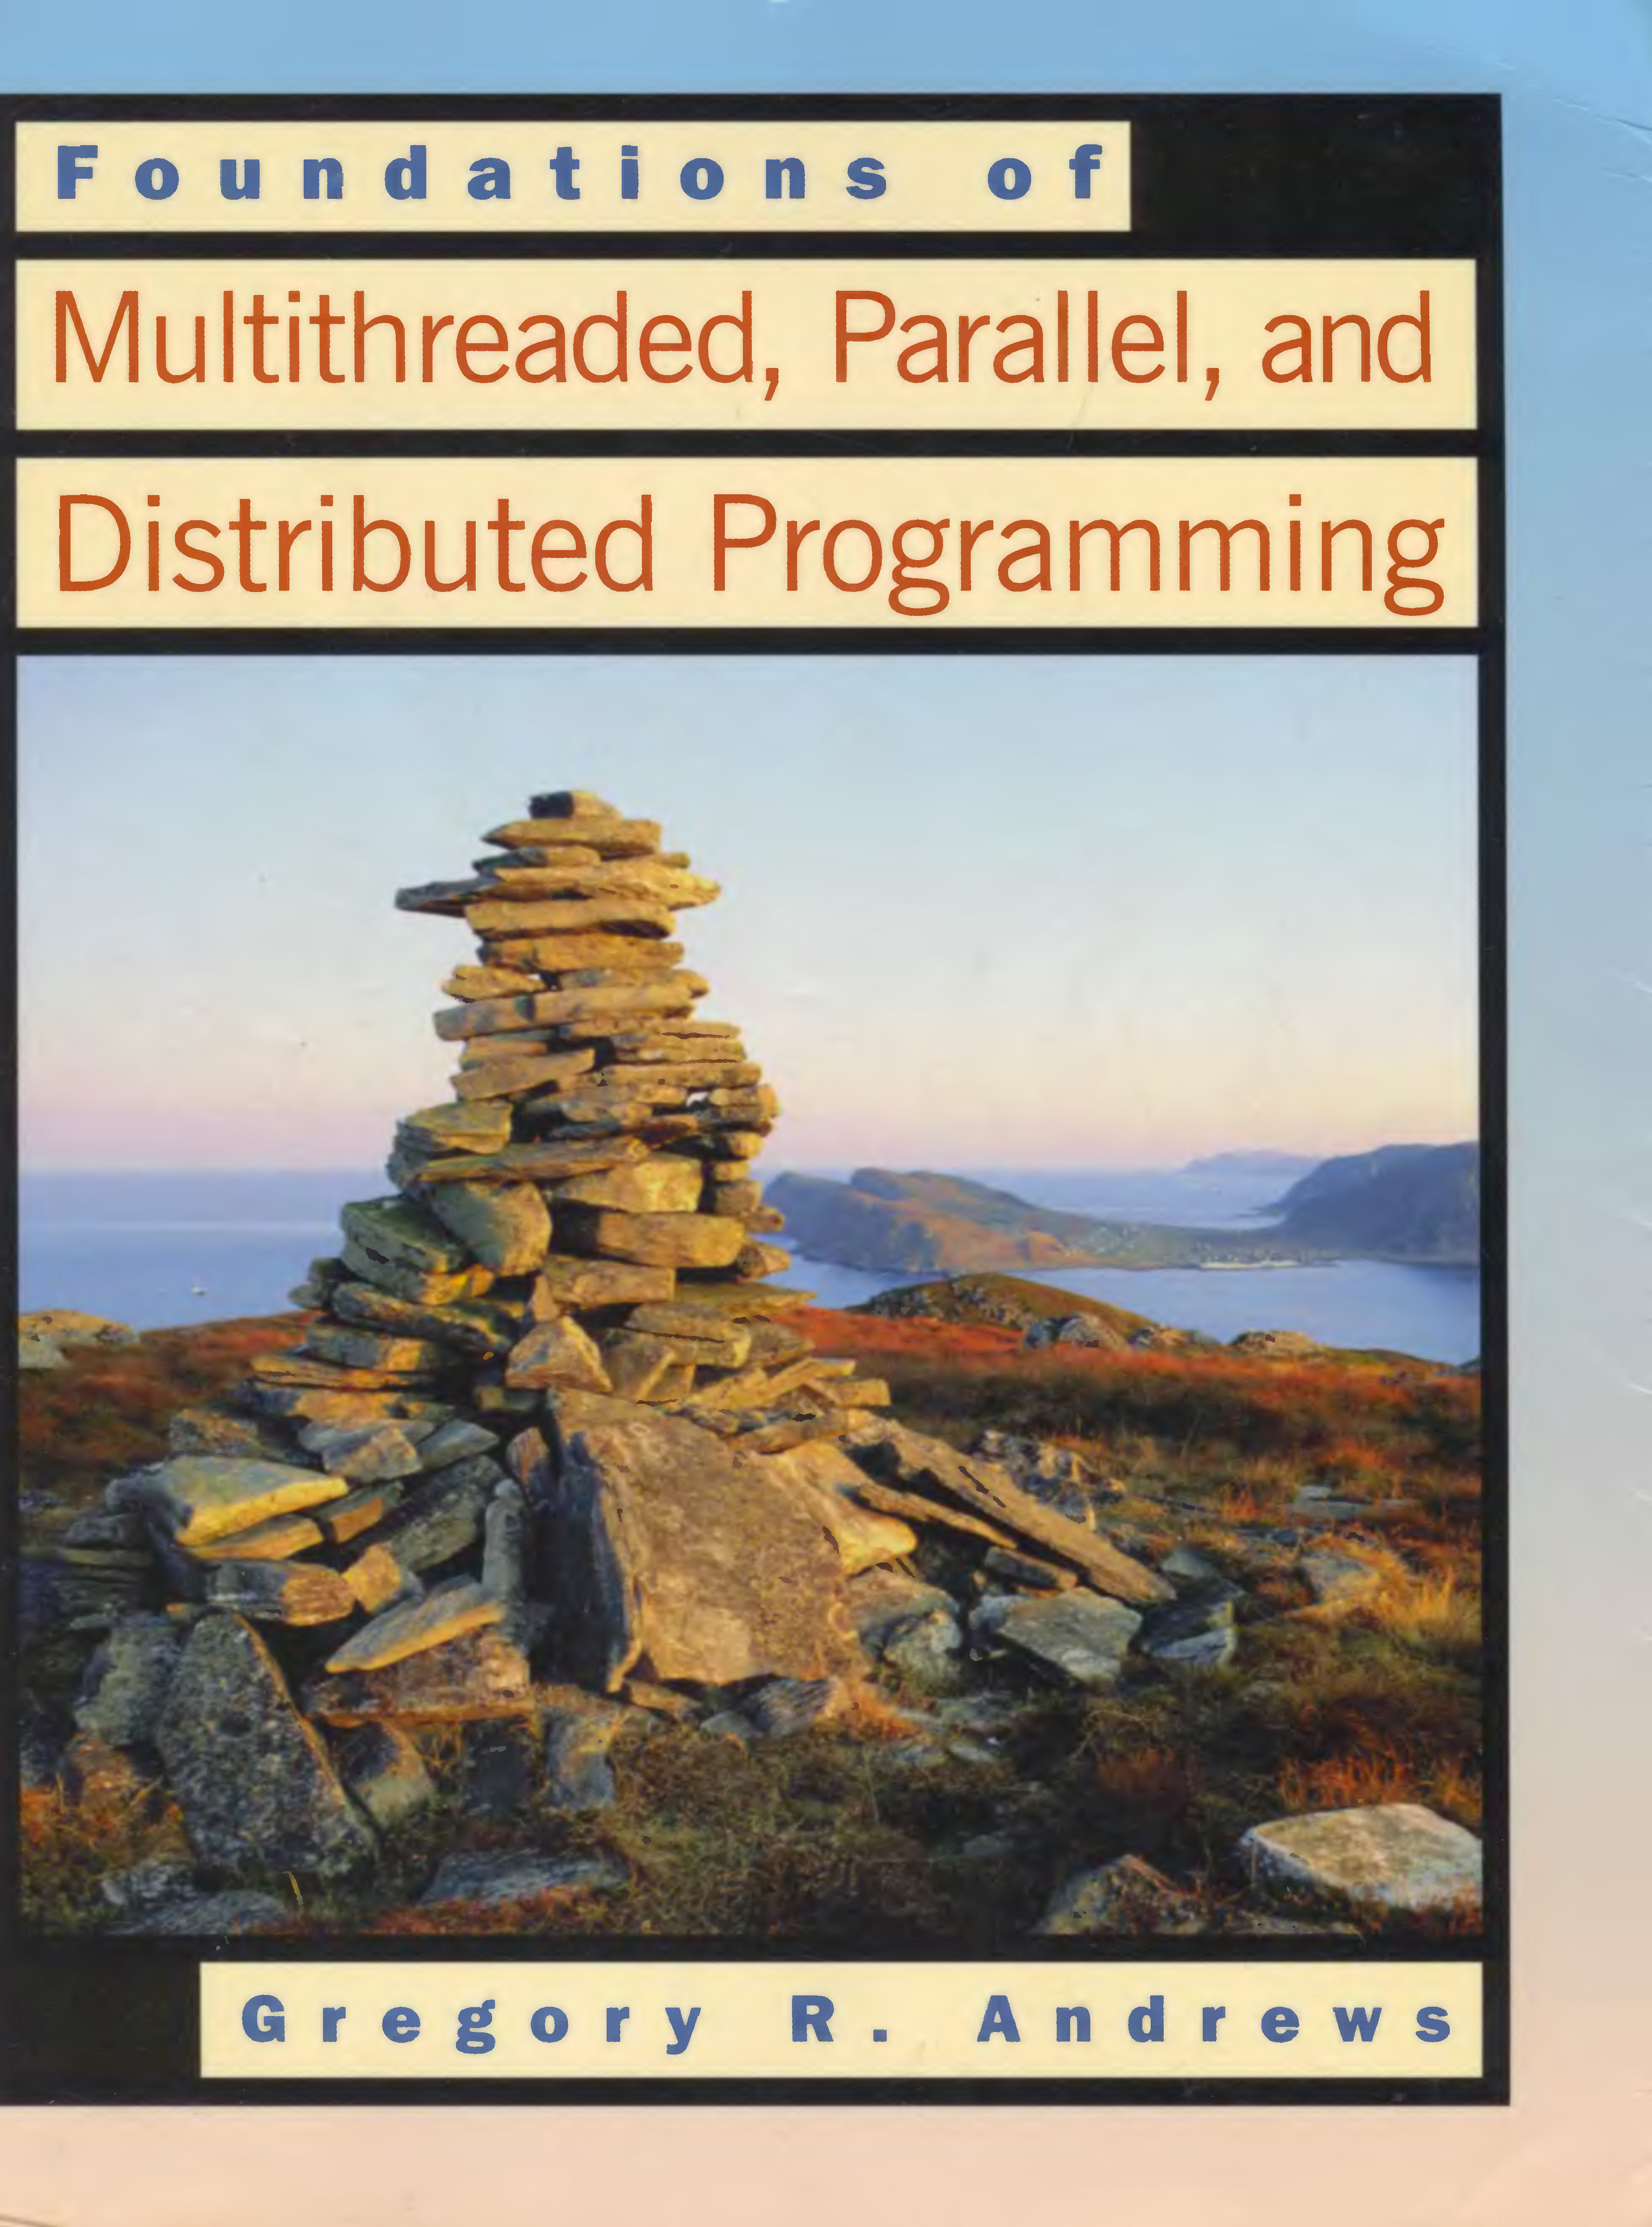 Foundations of
Multithreaded, Parallel, and
Distributed Programming
Gregory R. Andrews